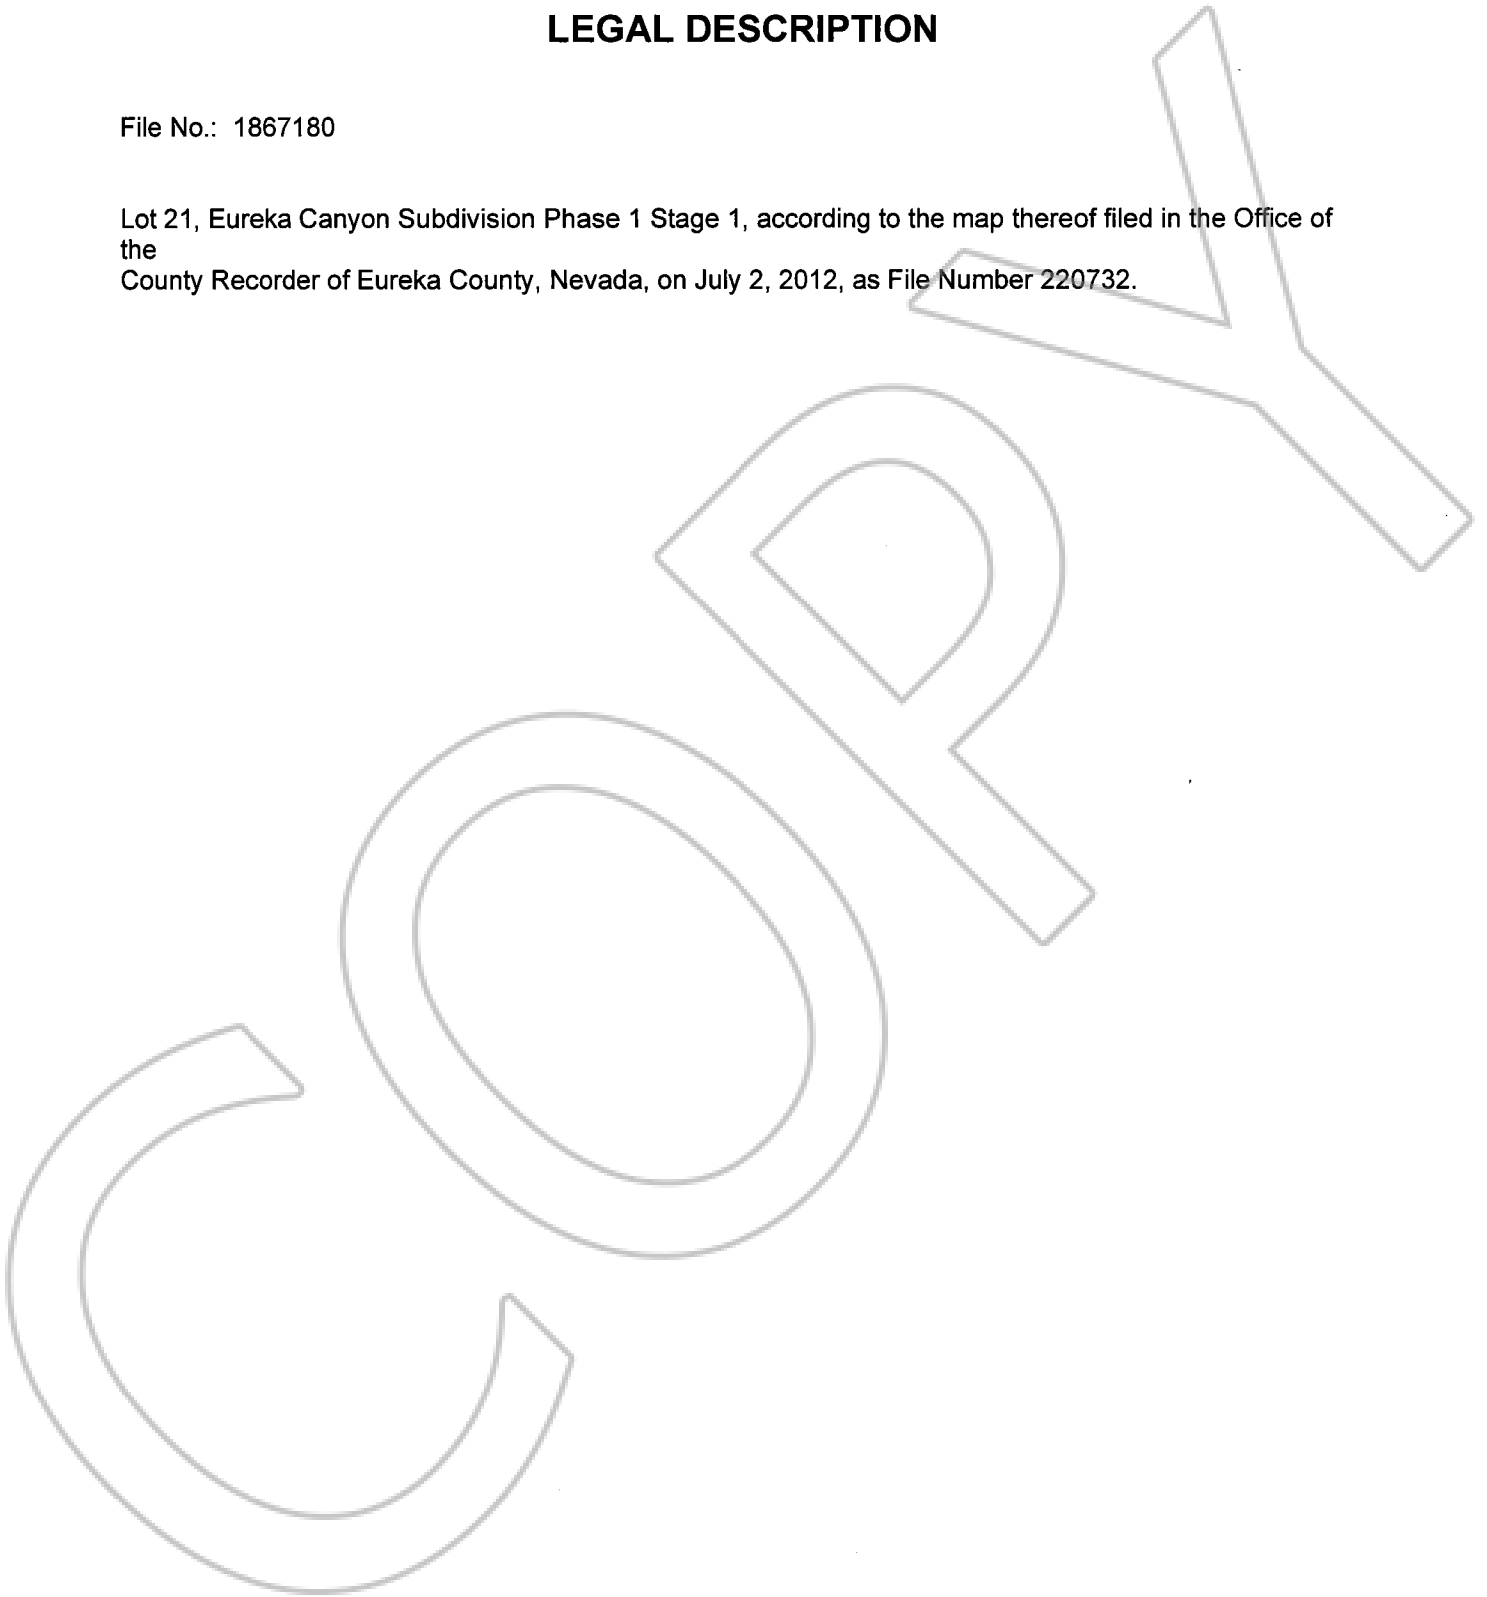 LEGAL DESCRIPTION
File No.: 1867180
Lot 21, Eureka Canyon Subdivision Phase 1 Stage 1, according to the map thereof filed in the Office of
the
County Recorder of Eureka County, Nevada, on July 2, 2012, as File Number 220732.
COPY